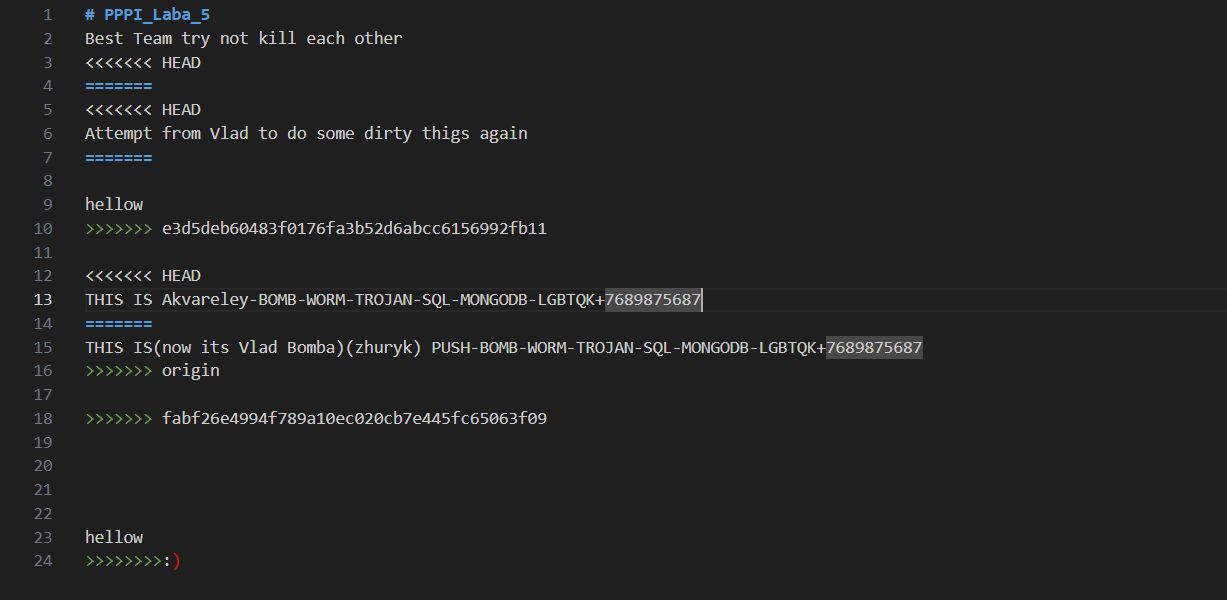 1 # PPPI_Laba_5
2 Best Team try not kill each other
3 <<<<<<< HEAD
4 =======
5 <<<<<<< HEAD
6 Attempt from Vlad to do some dirty thigs again
7 =======
8
9 hellow
10 >>>>>>> e3d5deb60483f0176fa3b52d6abcc6156992fb11
11
12 <<<<<<< HEAD
13 THIS IS Akvareley-BOMB-WORM-TROJAN-SQL-MONGODB-LGBTQK+7689875687
14 =======
15 THIS IS(now its Vlad Bomba)(zhuryk) PUSH-BOMB-WORM-TROJAN-SQL-MONGODB-LGBTQK+7689875687
16 >>>>>>> origin
17
18 >>>>>>> fabf26e4994f789a10ec020cb7e445fc65063f09
19
20
21
22
23 hellow
24 >>>>>>>>:)